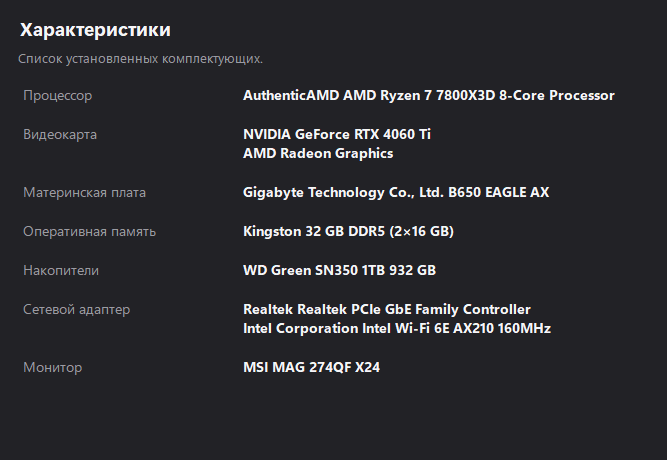 Характеристики
Список установленных комплектующих.
Процессор AuthenticAMD AMD Ryzen 7 7800X3D 8-Core Processor
Видеокарта NVIDIA GeForce RTX 4060 Ti
AMD Radeon Graphics
Материнская плата Gigabyte Technology Co., Ltd. B650 EAGLE AX
Оперативная память Kingston 32 GB DDR5 (2×16 GB)
Накопители WD Green SN350 1TB 932 GB
Сетевой адаптер Realtek Realtek PCIe GbE Family Controller
Intel Corporation Intel Wi-Fi 6E AX210 160MHz
Монитор MSI MAG 274QF X24